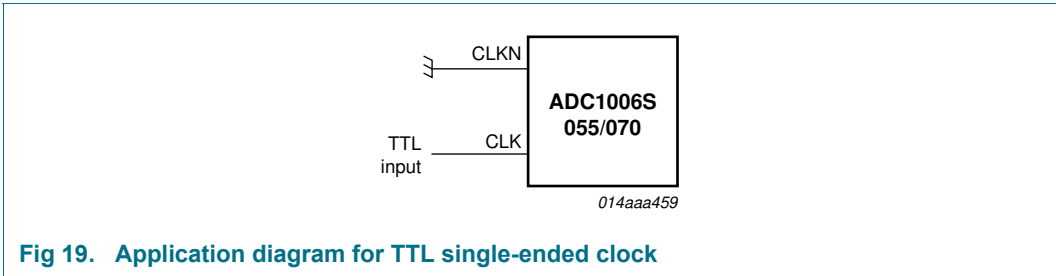 CLKN
ADC1006S
055/070
TTL
input
CLK
014aaa459
Fig 19. Application diagram for TTL single-ended clock